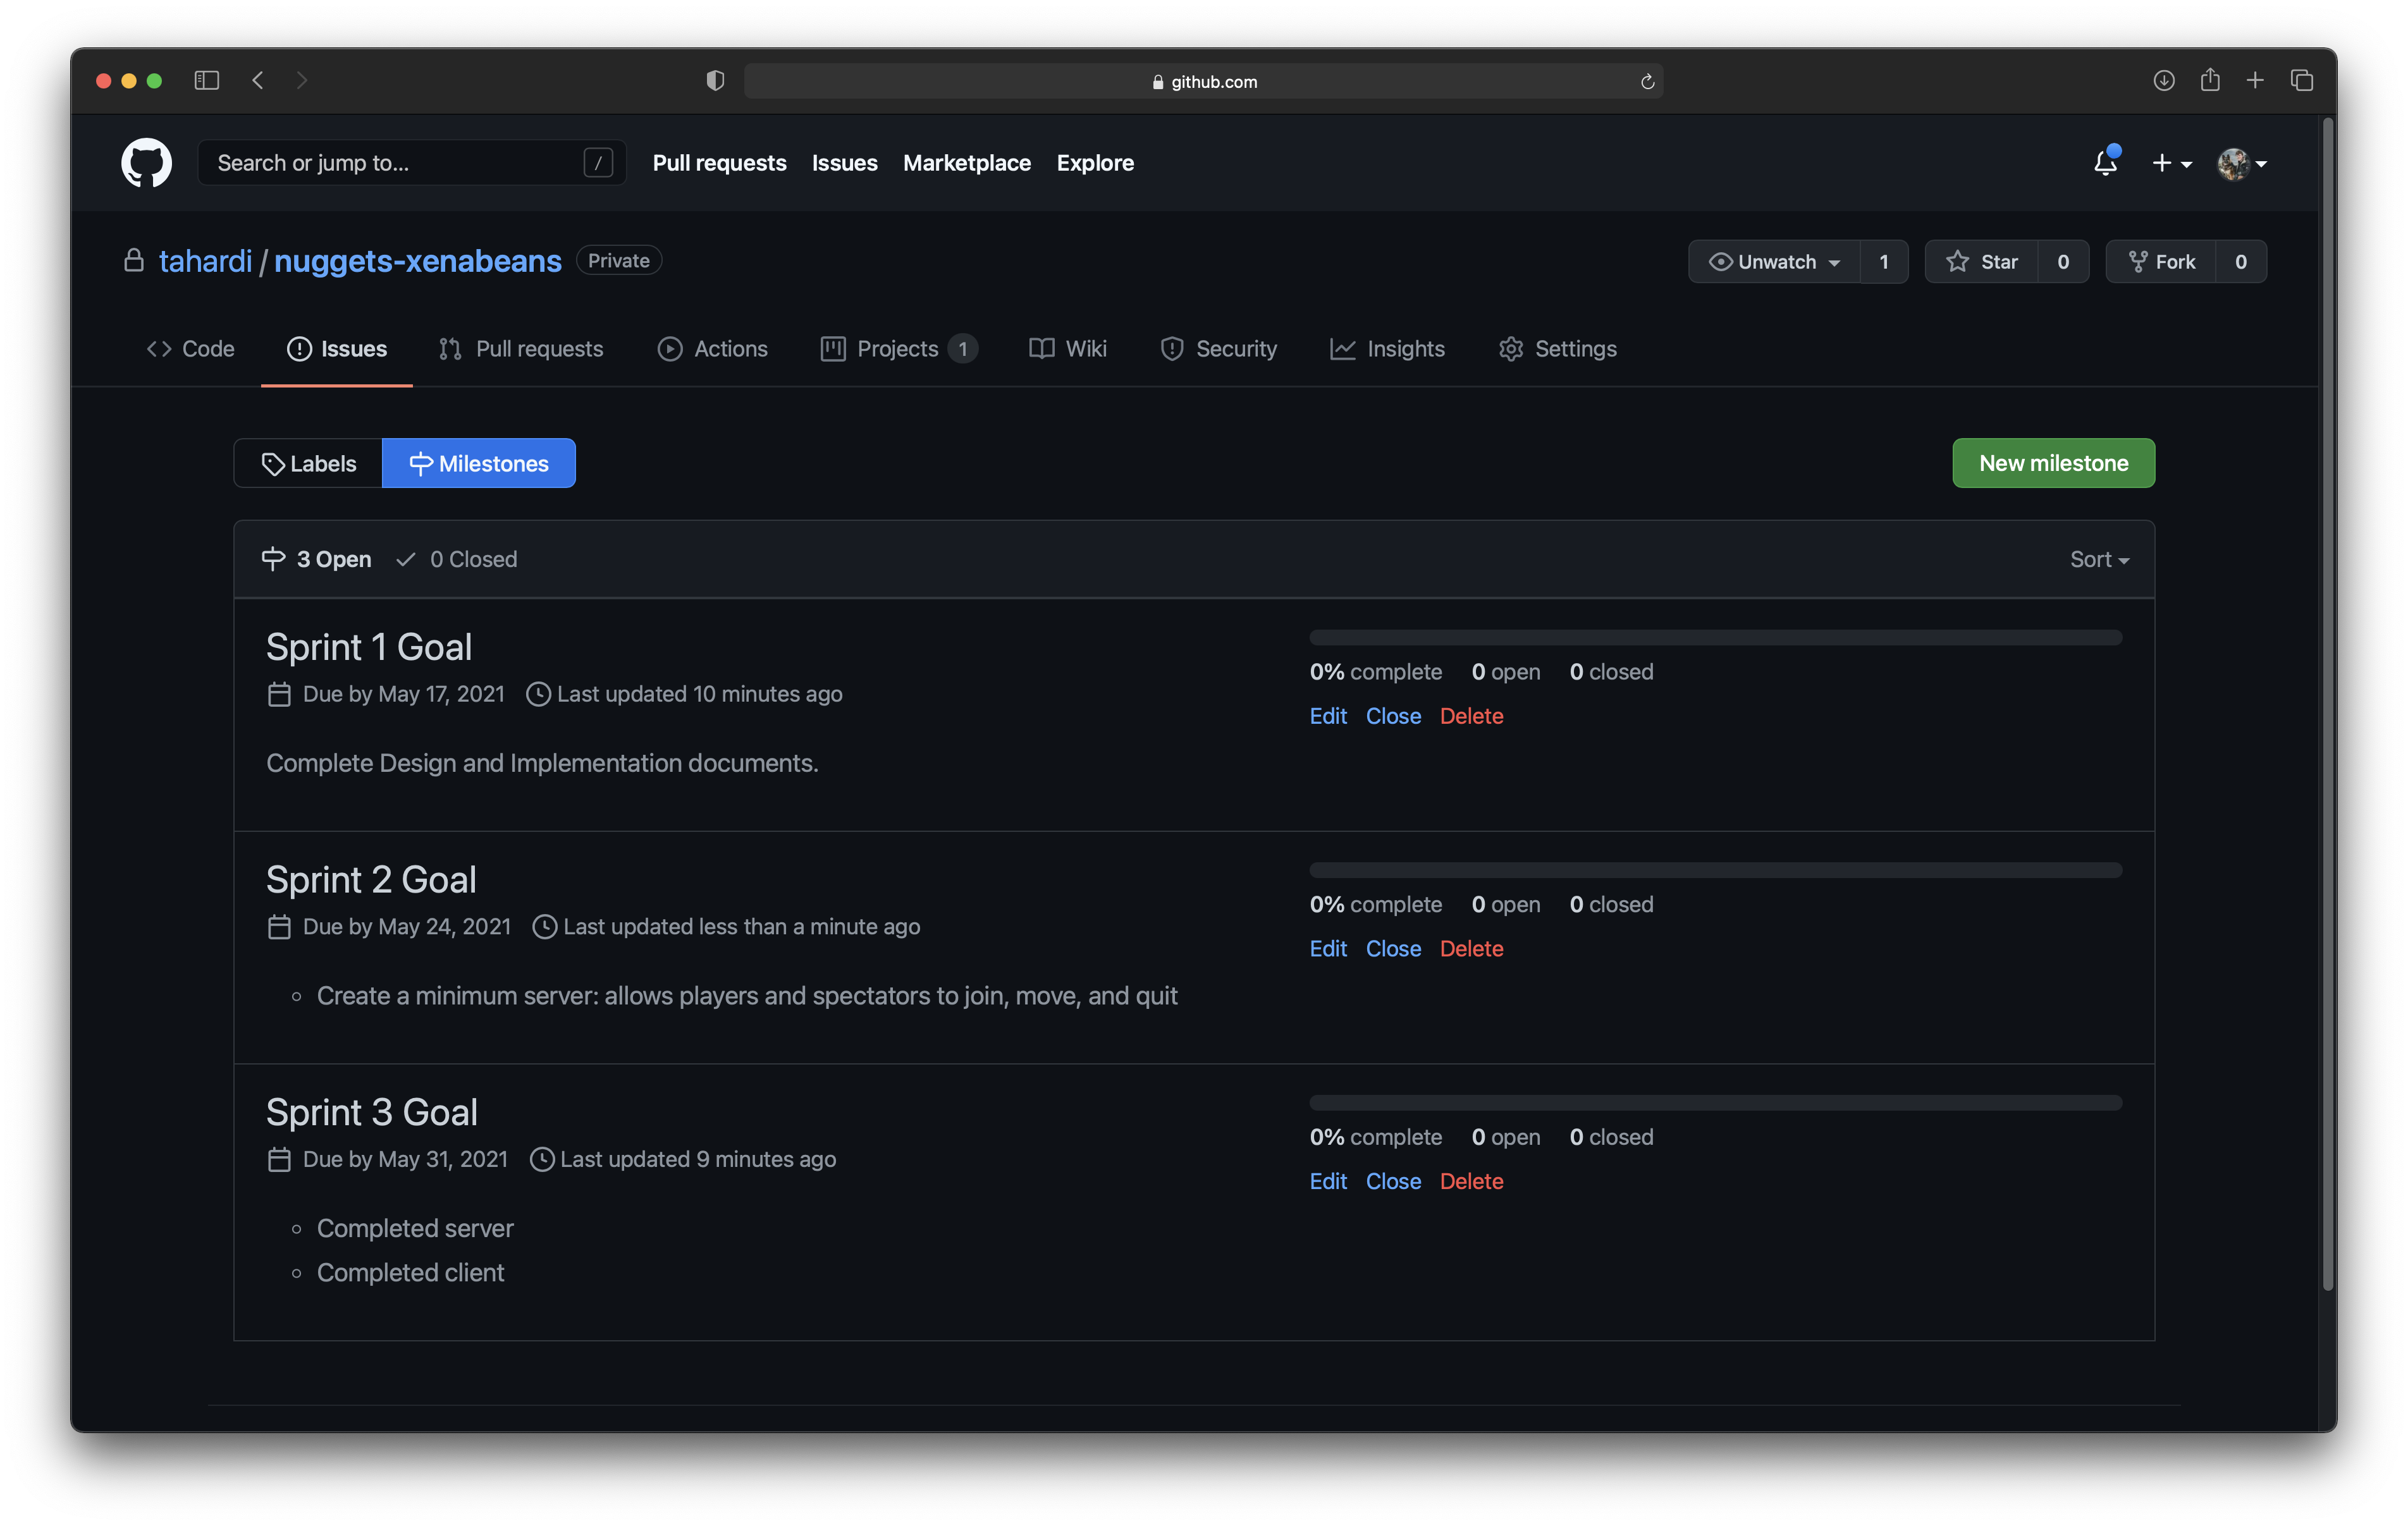 github.com
Search or jump to... /
Pull requests Issues Marketplace Explore
tahardi / nuggets-xenabeans Private
Unwatch 1 Star 0 Fork 0
Code Issues Pull requests Actions Projects 1 Wiki Security Insights Settings
Labels Milestones
New milestone
3 Open 0 Closed
Sort
Sprint 1 Goal
Due by May 17, 2021 Last updated 10 minutes ago
Complete Design and Implementation documents.
0% complete 0 open 0 closed
Edit Close Delete
Sprint 2 Goal
Due by May 24, 2021 Last updated less than a minute ago
Create a minimum server: allows players and spectators to join, move, and quit
0% complete 0 open 0 closed
Edit Close Delete
Sprint 3 Goal
Due by May 31, 2021 Last updated 9 minutes ago
Completed server
Completed client
0% complete 0 open 0 closed
Edit Close Delete